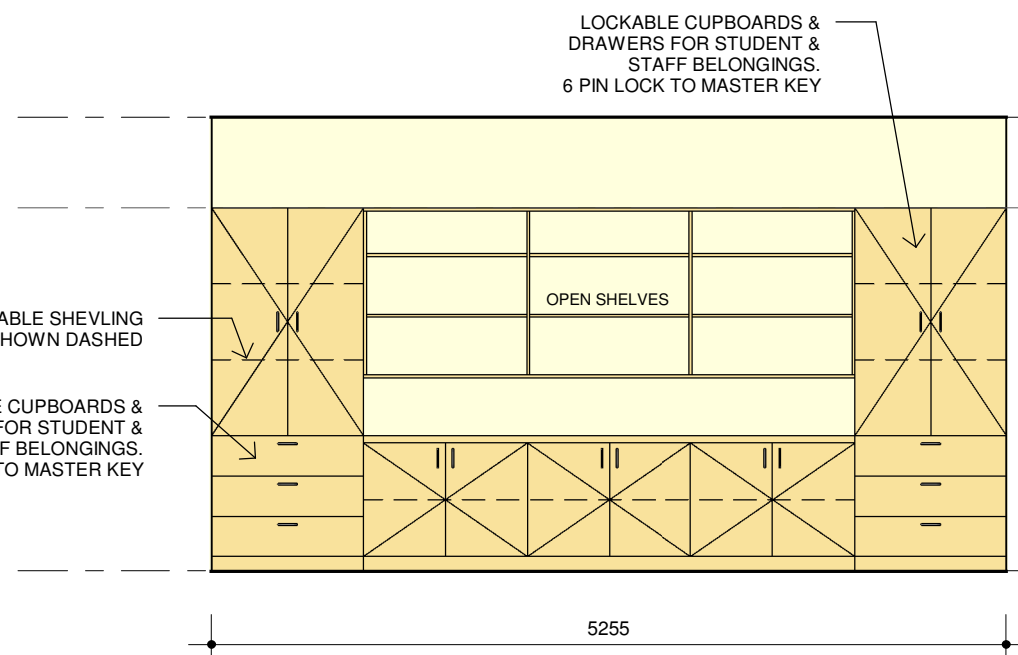 LOCKABLE CUPBOARDS &
DRAWERS FOR STUDENT &
STAFF BELONGINGS.
6 PIN LOCK TO MASTER KEY
OPEN SHELVES
ABLE SHEVLING
HOWN DASHED
E CUPBOARDS &
FOR STUDENT &
F BELONGINGS.
TO MASTER KEY
5255